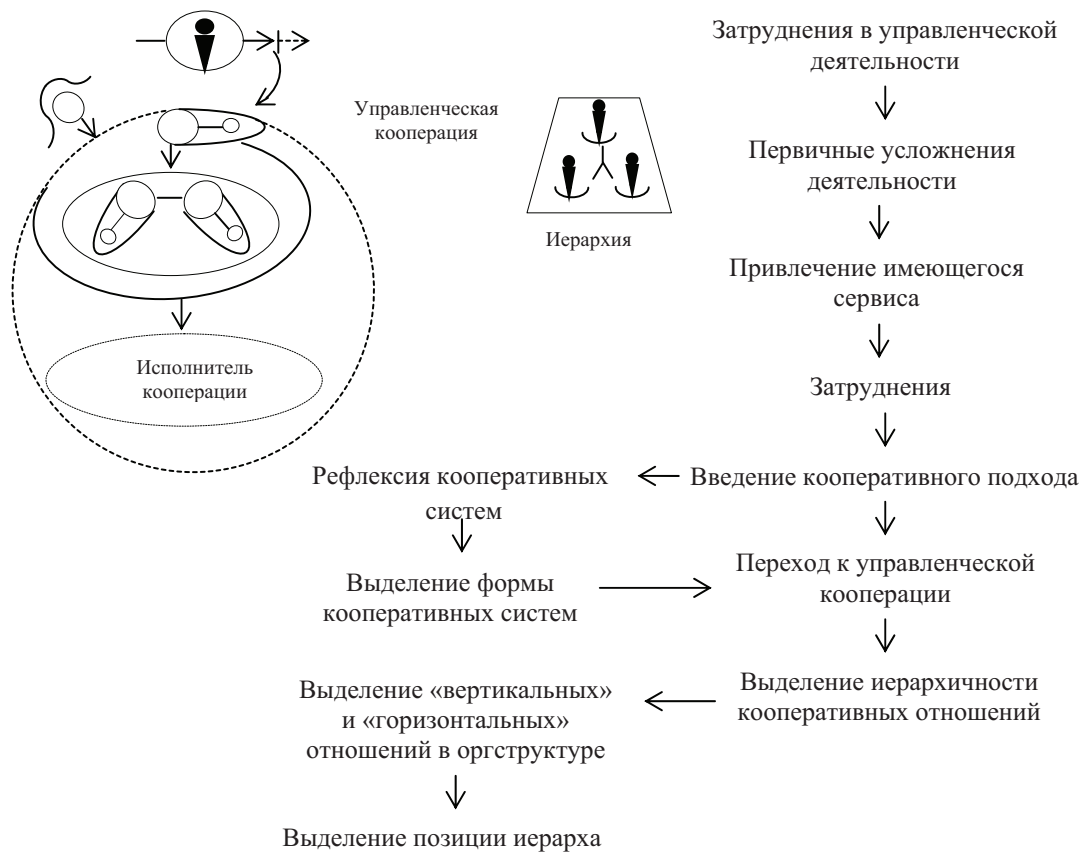 Управленческая
кооперация
Иерархия
Исполнитель
кооперации
Затруднения в управленческой
деятельности
Первичные усложнения
деятельности
Привлечение имеющегося
сервиса
Затруднения
Введение кооперативного подхода
Рефлексия кооперативных
систем
Выделение формы
кооперативных систем
Переход к управленческой
кооперации
Выделение иерархичности
кооперативных отношений
Выделение «вертикальных»
и «горизонтальных»
отношений в оргструктуре
Выделение позиции иерарха